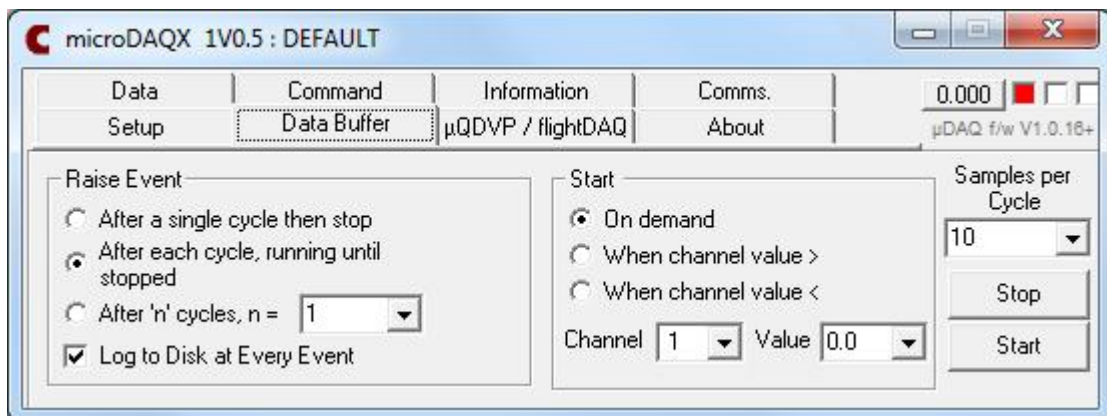 microDAQX 1V0.5 : DEFAULT
Data Command Information Comms.
0.000
Setup Data Buffer µQDVP / flightDAQ About
µDAQ f/w V1.0.16+
Raise Event
After a single cycle then stop
After each cycle, running until
stopped
After 'n' cycles, n = 1
Log to Disk at Every Event
Start
On demand
When channel value >
When channel value <
Channel 1 Value 0.0
Samples per
Cycle
10
Stop
Start